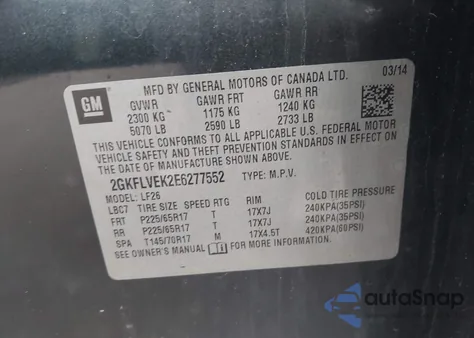 GM
MFD BY GENERAL MOTORS OF CANADA LTD. 03/14
GVWR GAWR FRT GAWR RR
2300 KG 1175 KG 1240 KG
5070 LB 2590 LB 2733 LB
THIS VEHICLE CONFORMS TO ALL APPLICABLE U.S. FEDERAL MOTOR
VEHICLE SAFETY AND THEFT PREVENTION STANDARDS IN EFFECT ON
THE DATE OF MANUFACTURE SHOWN ABOVE.
2GKFLVEK2E6277552 TYPE: M.P.V.
MODEL: LF26
LBC7 TIRE SIZE SPEED RTG RIM COLD TIRE PRESSURE
FRT P225/65R17 T 17X7J 240KPA(35PSI)
RR P225/65R17 T 17X7J 240KPA(35PSI)
SPA T145/70R17 M 17X4.5T 420KPA(60PSI)
SEE OWNER'S MANUAL FOR MORE INFORMATION.
autoSnap